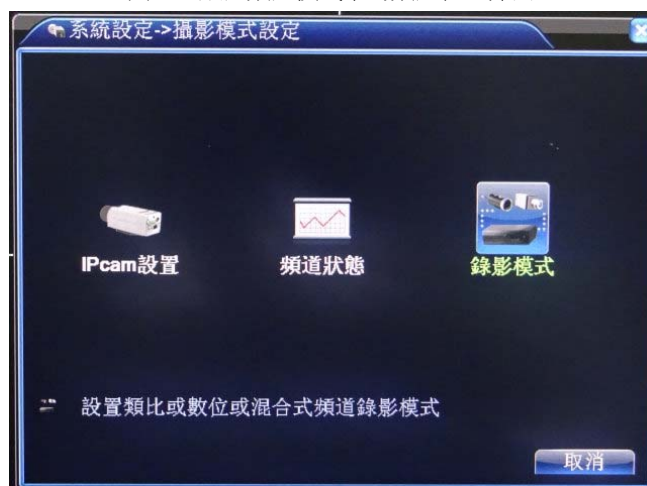 系統設定->攝影模式設定
IPcam設置
頻道狀態
錄影模式
設置類比或數位或混合式頻道錄影模式
取消